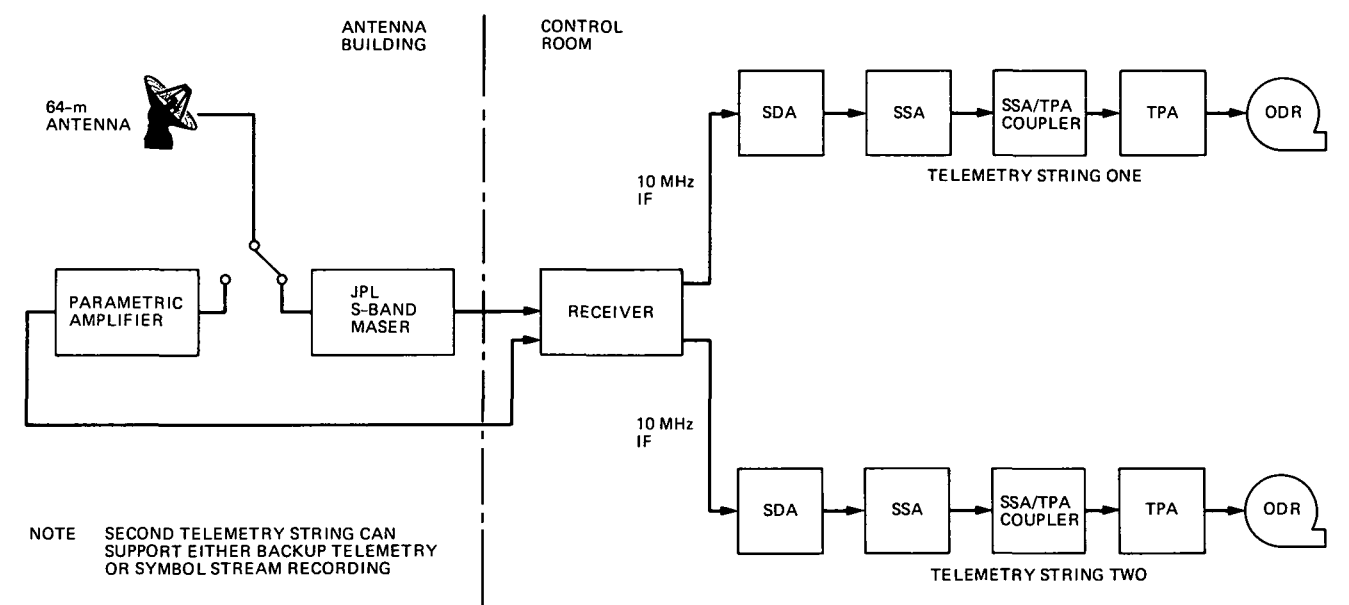 ANTENNA
BUILDING
CONTROL
ROOM
64-m
ANTENNA
SDA
SSA
SSA/TPA
COUPLER
TPA
ODR
TELEMETRY STRING ONE
10 MHz
IF
PARAMETRIC
AMPLIFIER
JPL
S-BAND
MASER
RECEIVER
10 MHz
IF
SDA
SSA
SSA/TPA
COUPLER
TPA
ODR
TELEMETRY STRING TWO
NOTE SECOND TELEMETRY STRING CAN
SUPPORT EITHER BACKUP TELEMETRY
OR SYMBOL STREAM RECORDING